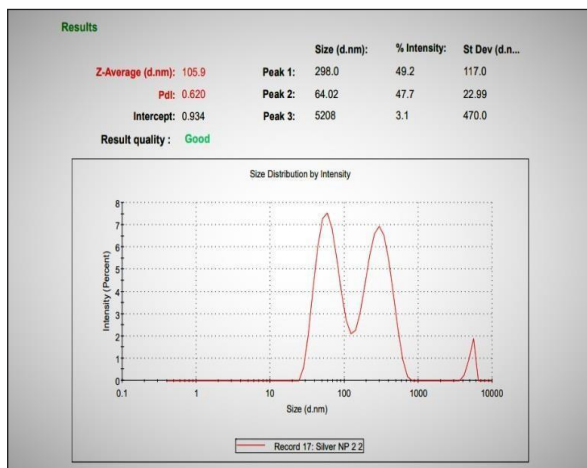 Results
Size (d.nm): % Intensity: St Dev (d.n...
Z-Average (d.nm): 105.9 Peak 1: 298.0 49.2 117.0
PdI: 0.620 Peak 2: 64.02 47.7 22.99
Intercept: 0.934 Peak 3: 5208 3.1 470.0
Result quality : Good
Size Distribution by Intensity
Intensity (Percent)
8
7
6
5
4
3
2
1
0
0.1 1 10 100 1000 10000
Size (d.nm)
Record 17: Silver NP 2 2